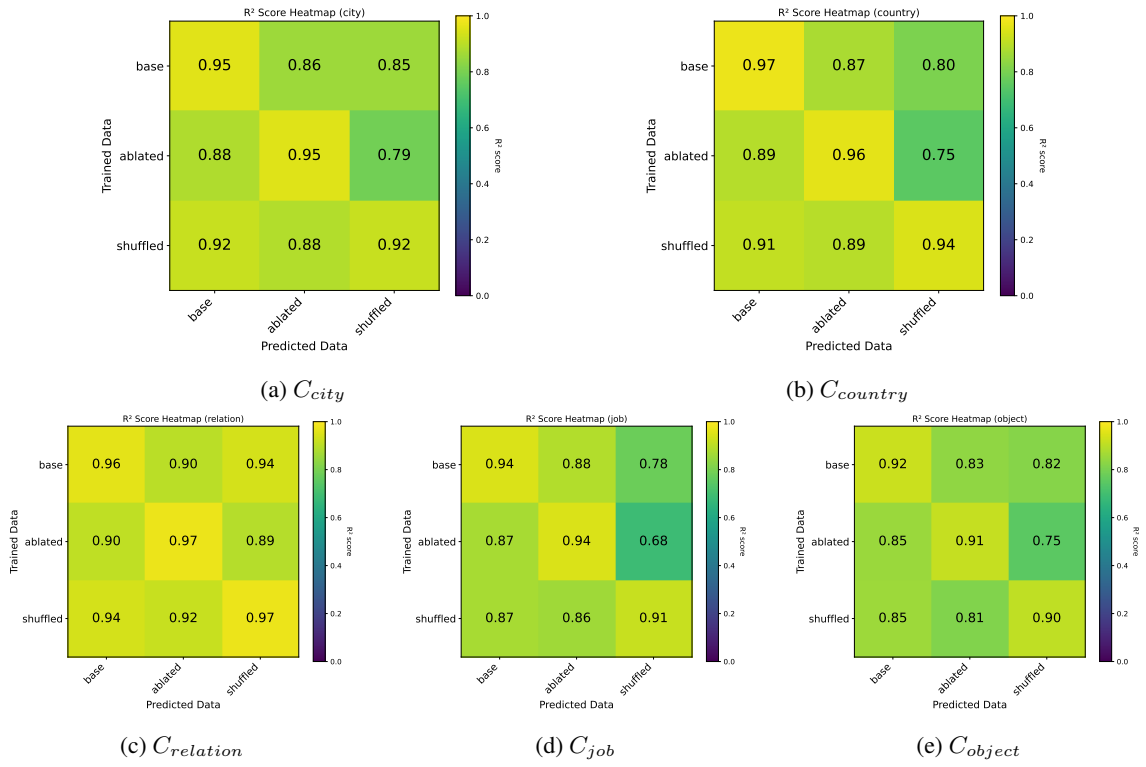 R² Score Heatmap (city)
Trained Data
base
ablated
shuffled
0.95 0.86 0.85
0.88 0.95 0.79
0.92 0.88 0.92
base ablated shuffled
Predicted Data
1.0
0.8
0.6
0.4
0.2
0.0
R² score
(a) C_city
R² Score Heatmap (country)
Trained Data
base
ablated
shuffled
0.97 0.87 0.80
0.89 0.96 0.75
0.91 0.89 0.94
base ablated shuffled
Predicted Data
1.0
0.8
0.6
0.4
0.2
0.0
R² score
(b) C_country
R² Score Heatmap (relation)
Trained Data
base
ablated
shuffled
0.96 0.90 0.94
0.90 0.97 0.89
0.94 0.92 0.97
base ablated shuffled
Predicted Data
1.0
0.8
0.6
0.4
0.2
0.0
R² score
(c) C_relation
R² Score Heatmap (job)
Trained Data
base
ablated
shuffled
0.94 0.88 0.78
0.87 0.94 0.68
0.87 0.86 0.91
base ablated shuffled
Predicted Data
1.0
0.8
0.6
0.4
0.2
0.0
R² score
(d) C_job
R² Score Heatmap (object)
Trained Data
base
ablated
shuffled
0.92 0.83 0.82
0.85 0.91 0.75
0.85 0.81 0.90
base ablated shuffled
Predicted Data
1.0
0.8
0.6
0.4
0.2
0.0
R² score
(e) C_object